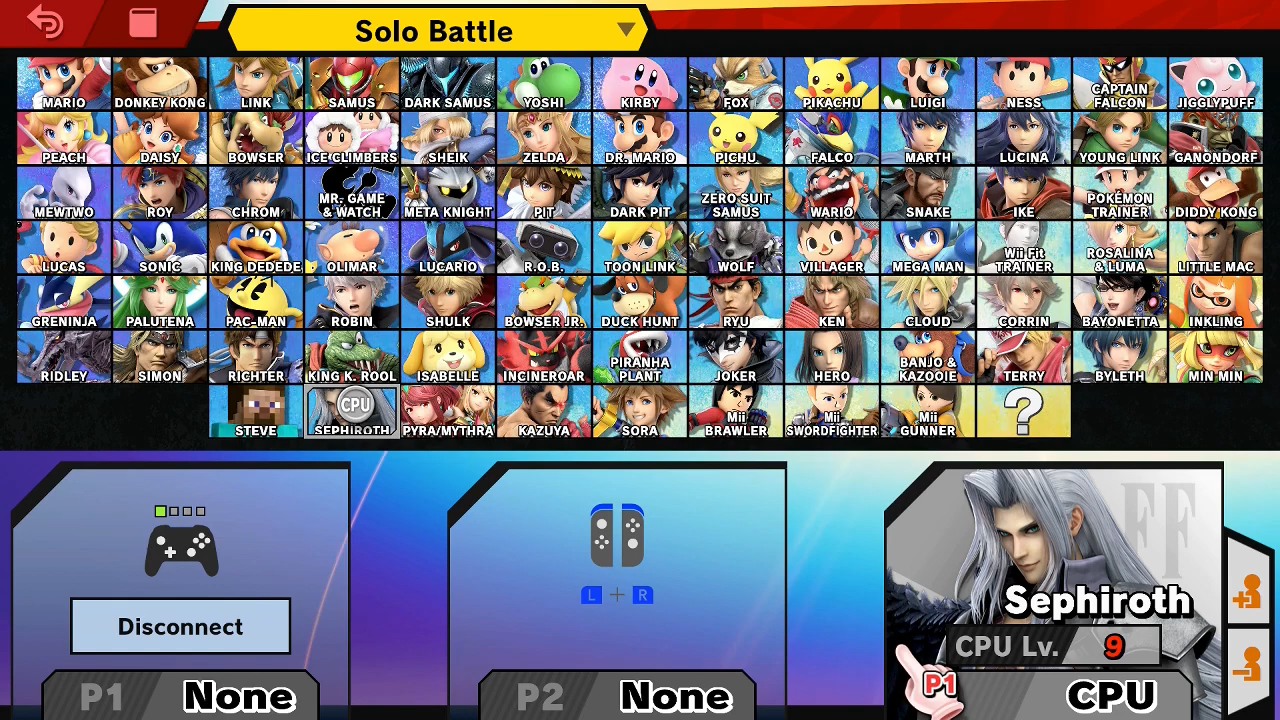 Solo Battle
MARIO DONKEY KONG LINK SAMUS DARK SAMUS YOSHI KIRBY FOX PIKACHU LUIGI NESS CAPTAIN FALCON JIGGLYPUFF
PEACH DAISY BOWSER ICE CLIMBERS SHEIK ZELDA DR. MARIO PICHU FALCO MARTH LUCINA YOUNG LINK GANONDORF
MEWTWO ROY CHROM MR. GAME & WATCH META KNIGHT PIT DARK PIT ZERO SUIT SAMUS WARIO SNAKE IKE POKÉMON TRAINER DIDDY KONG
LUCAS SONIC KING DEDEDE OLIMAR LUCARIO R.O.B. TOON LINK WOLF VILLAGER MEGA MAN Wii Fit TRAINER ROSALINA & LUMA LITTLE MAC
GRENINJA PALUTENA PAC-MAN ROBIN SHULK BOWSER JR. DUCK HUNT RYU KEN CLOUD CORRIN BAYONETTA INKLING
RIDLEY SIMON RICHTER KING K. ROOL ISABELLE INCINEROAR PIRANHA PLANT JOKER HERO BANJO & KAZOOIE TERRY BYLETH MIN MIN
STEVE CPU SEPHIROTH PYRA/MYTHRA KAZUYA SORA Mii BRAWLER Mii SWORDFIGHTER Mii GUNNER ?
FF
L + R
Sephiroth
Disconnect
CPU Lv. 9
P1 None P2 None P1 CPU